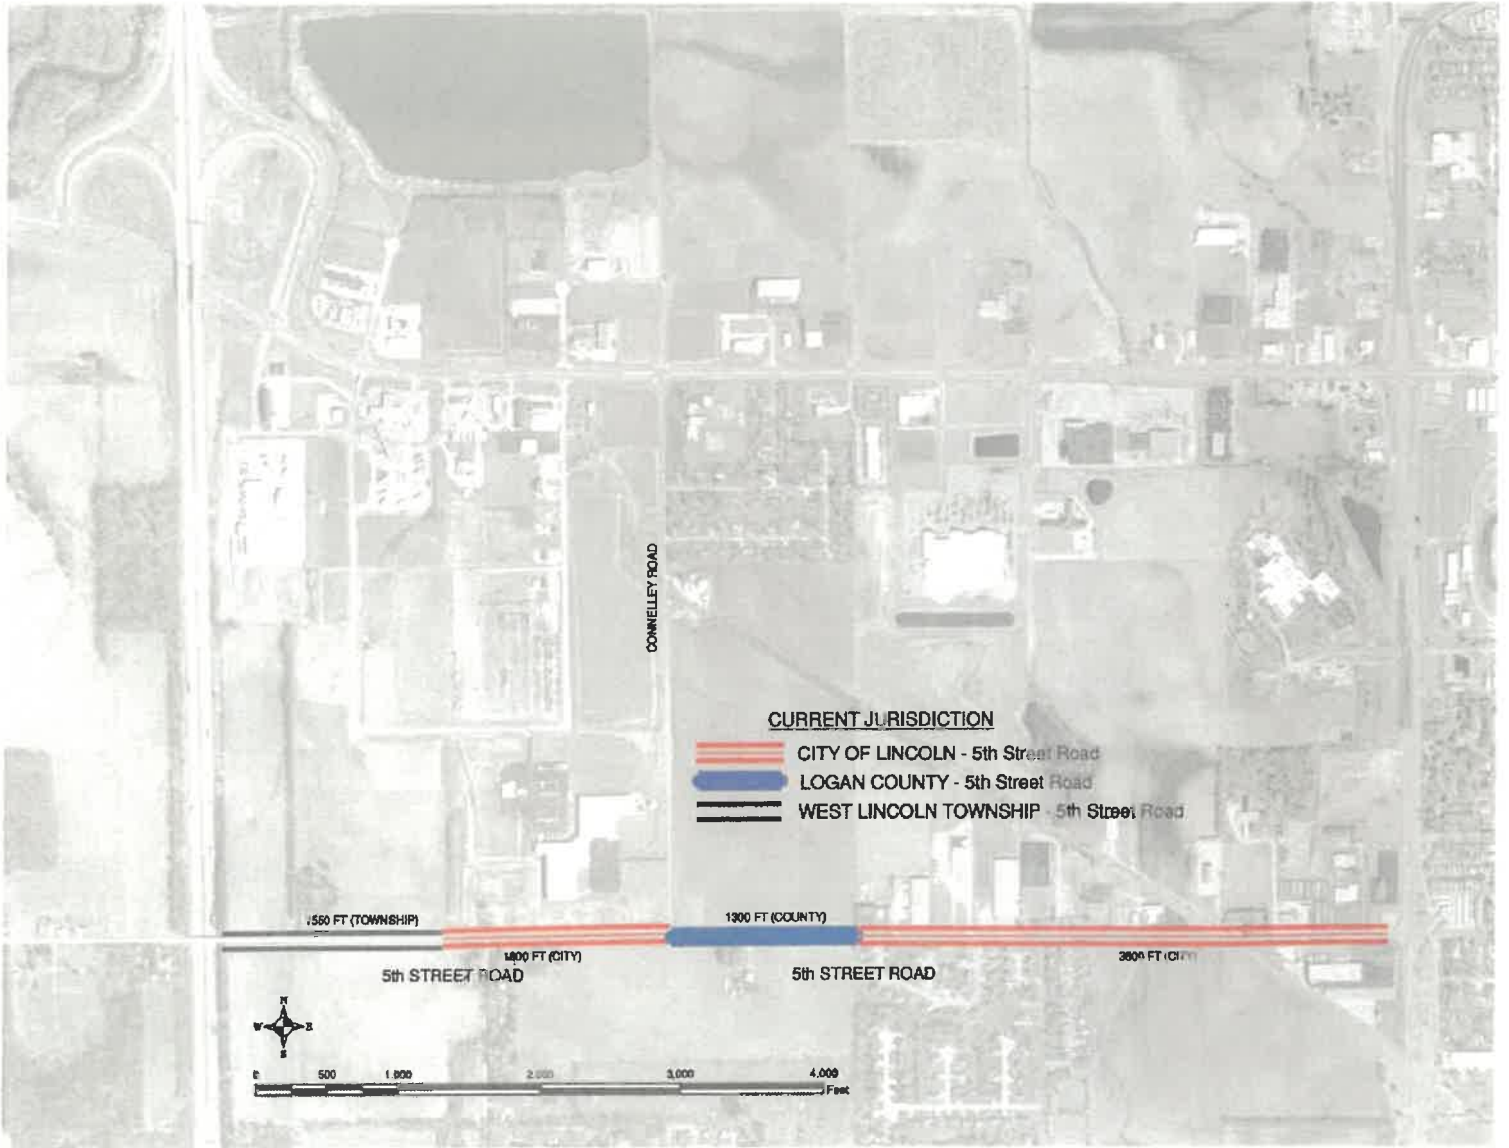 CONNELLEY ROAD
CURRENT JURISDICTION
CITY OF LINCOLN - 5th Street Road
LOGAN COUNTY - 5th Street Road
WEST LINCOLN TOWNSHIP - 5th Street Road
FT (TOWNSHIP)
1300 FT (COUNTY)
FT (CITY)
FT
5th STREET ROAD
5th STREET ROAD
N
W E
S
500 1,000 2,000 3,000 4,000
Feet